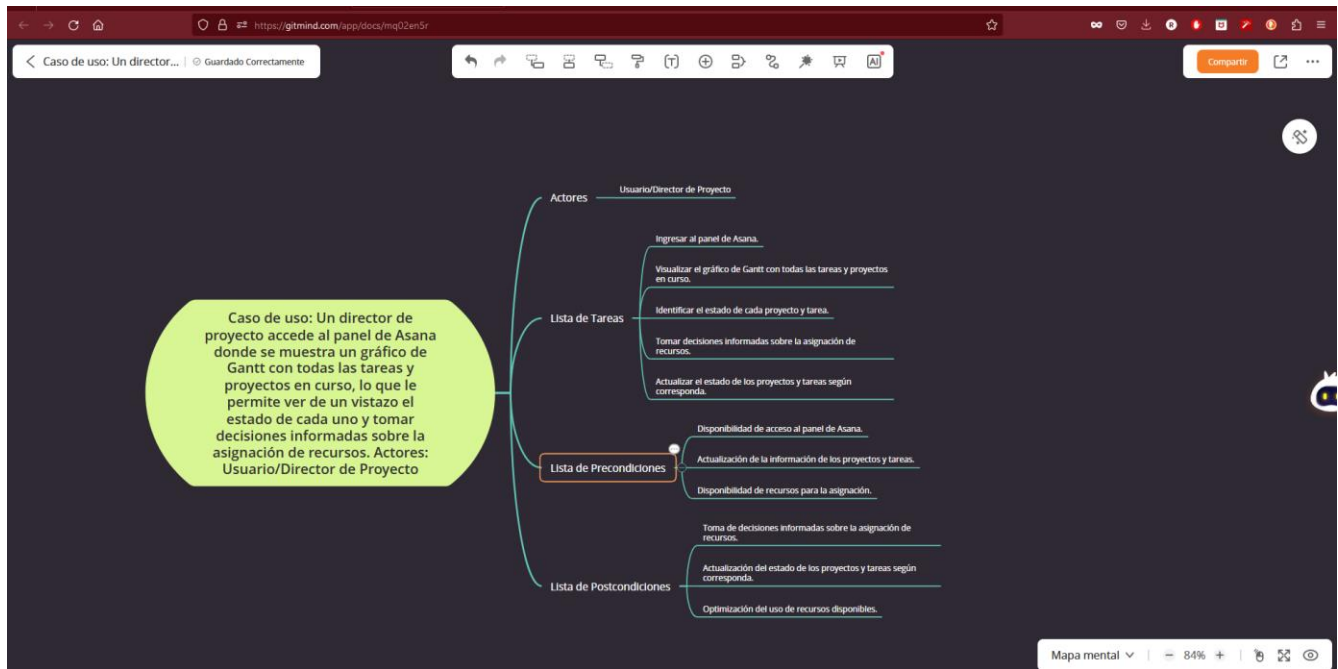 https://gitmind.com/app/docs/mq02en5r
Caso de uso: Un director...
Guardado Correctamente
AI
Compartir
Actores
Usuario/Director de Proyecto
Ingresar al panel de Asana.
Visualizar el gráfico de Gantt con todas las tareas y proyectos
en curso.
Lista de Tareas
Identificar el estado de cada proyecto y tarea.
Tomar decisiones informadas sobre la asignación de
recursos.
Actualizar el estado de los proyectos y tareas según
corresponda.
Caso de uso: Un director de
proyecto accede al panel de Asana
donde se muestra un gráfico de
Gantt con todas las tareas y
proyectos en curso, lo que le
permite ver de un vistazo el
estado de cada uno y tomar
decisiones informadas sobre la
asignación de recursos. Actores:
Usuario/Director de Proyecto
Disponibilidad de acceso al panel de Asana.
Lista de Precondiciones
Actualización de la información de los proyectos y tareas.
Disponibilidad de recursos para la asignación.
Toma de decisiones informadas sobre la asignación de
recursos.
Lista de Postcondiciones
Actualización del estado de los proyectos y tareas según
corresponda.
Optimización del uso de recursos disponibles.
Mapa mental
84%